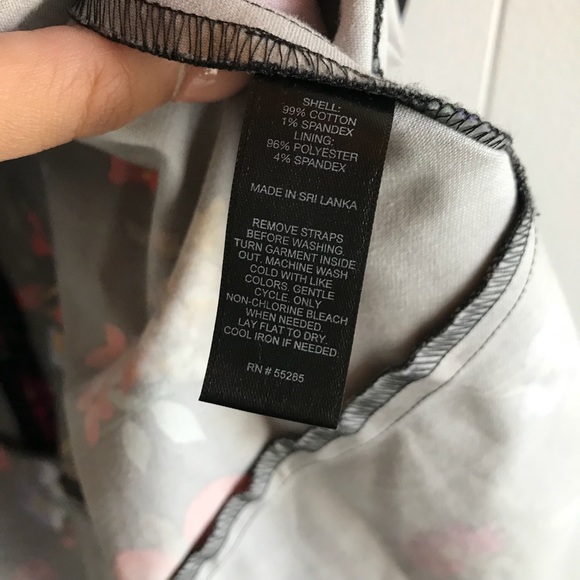 SHELL:
99% COTTON
1% SPANDEX
LINING:
96% POLYESTER
4% SPANDEX
MADE IN SRI LANKA
REMOVE STRAPS
BEFORE WASHING.
TURN GARMENT INSIDE
OUT. MACHINE WASH
COLD WITH LIKE
COLORS. GENTLE
CYCLE. ONLY
NON-CHLORINE BLEACH
WHEN NEEDED.
LAY FLAT TO DRY.
COOL IRON IF NEEDED.
RN # 55285